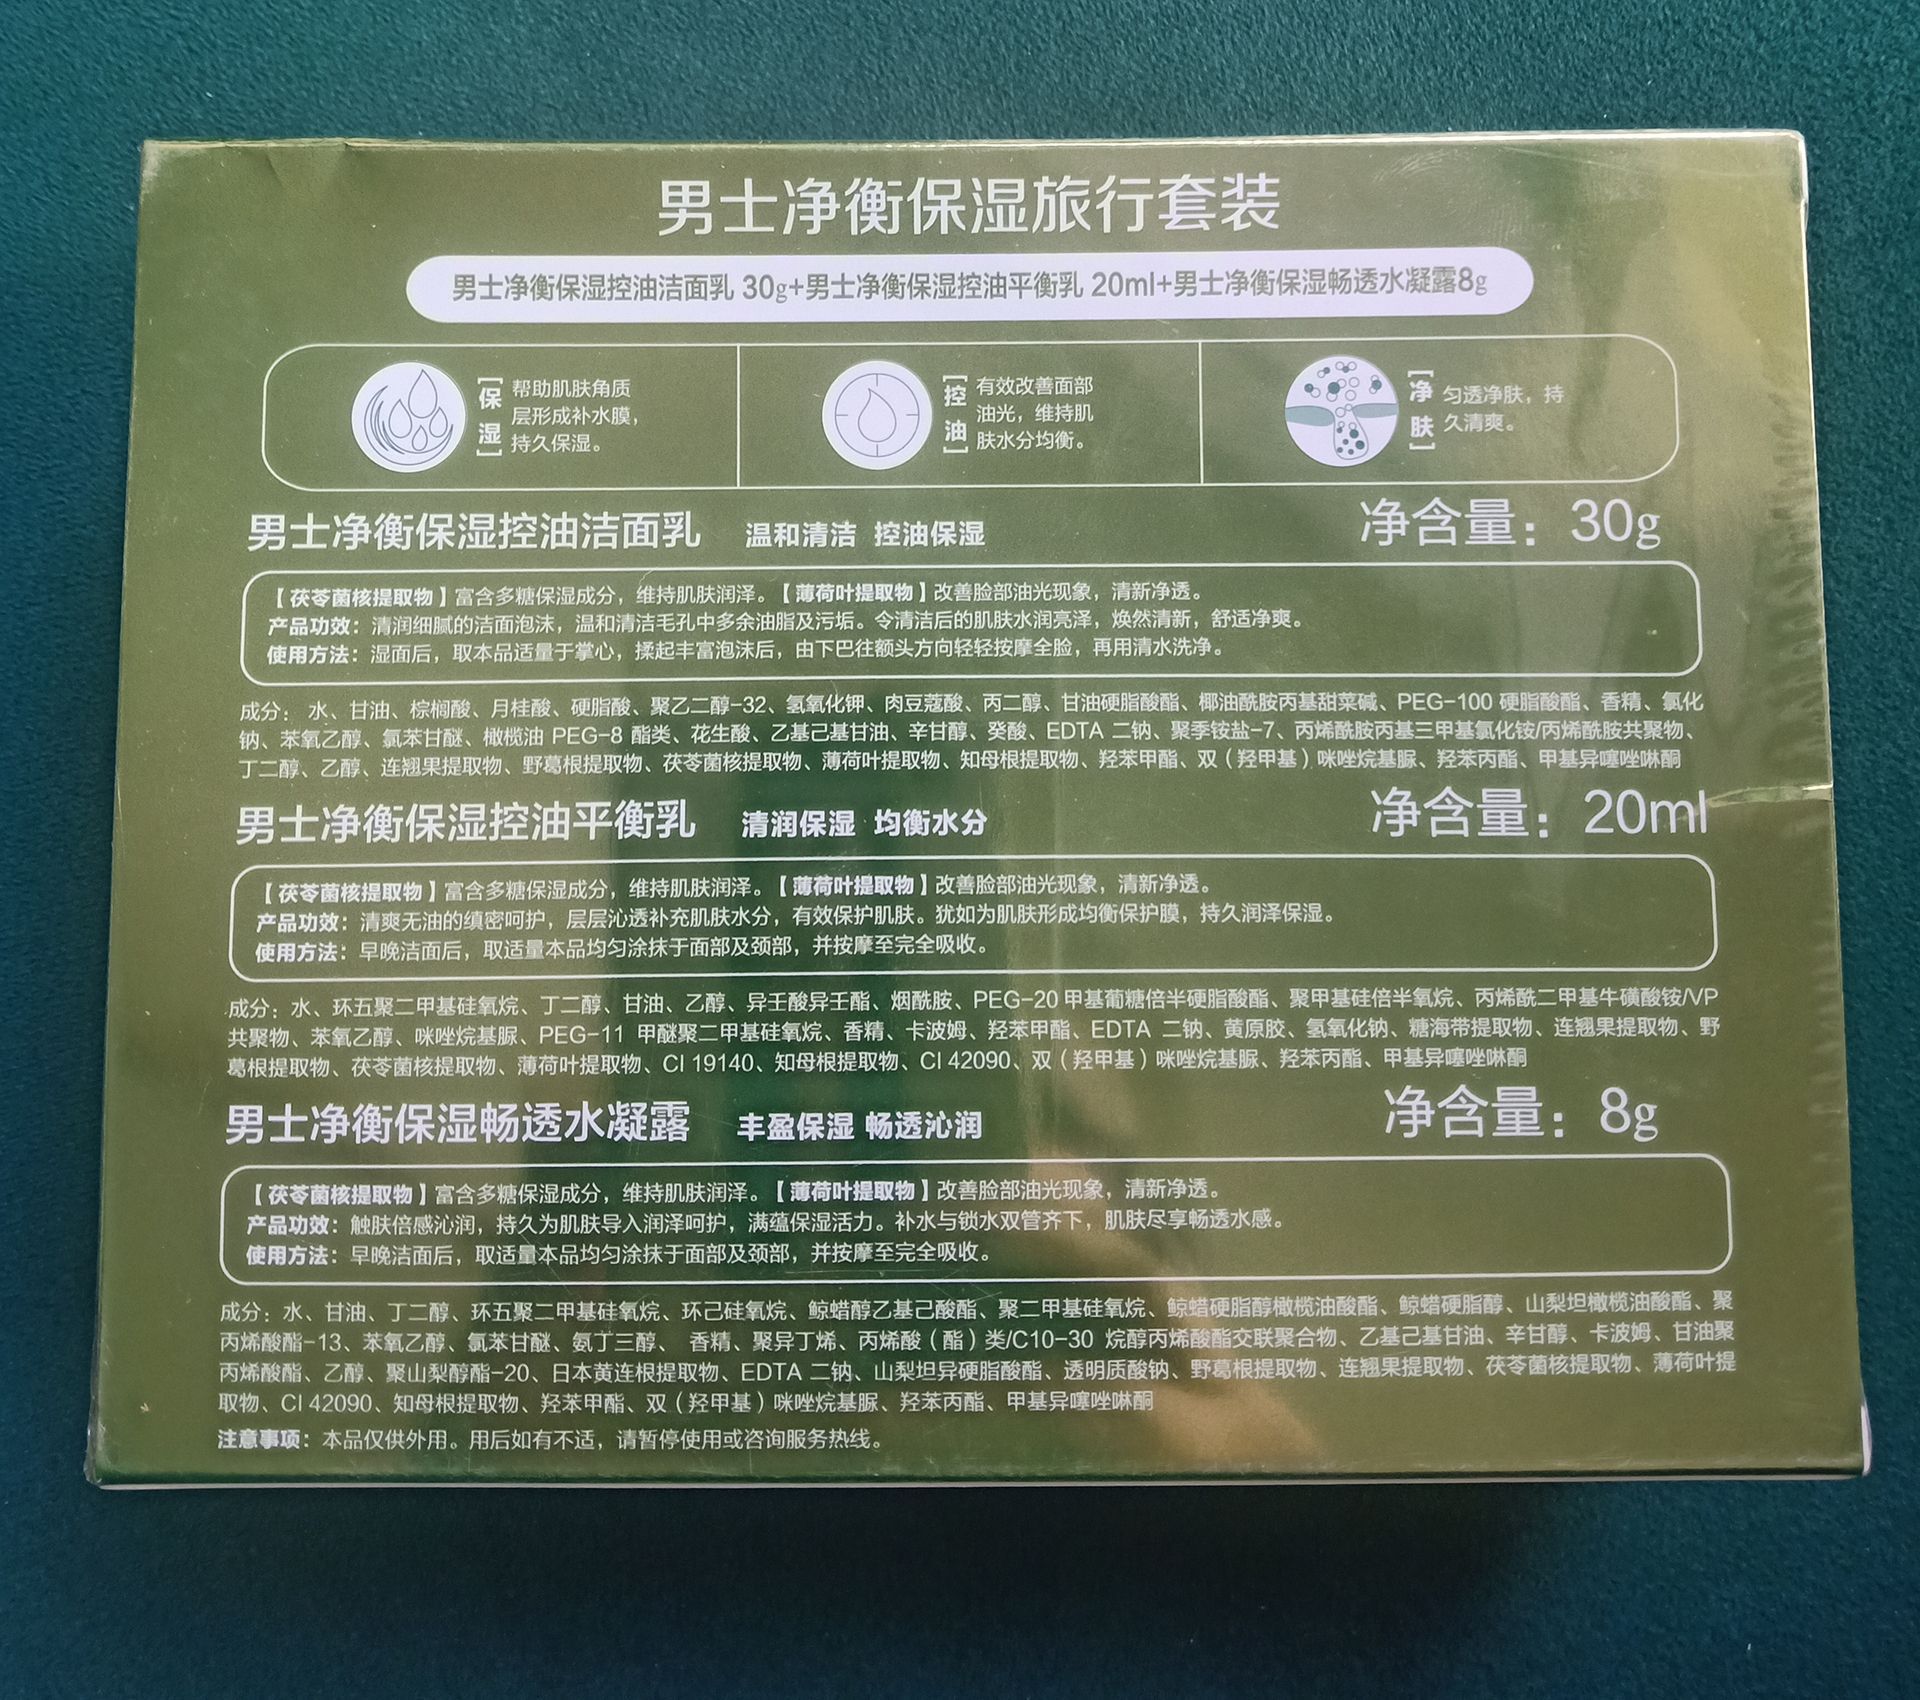 男士净衡保湿旅行套装
男士净衡保湿控油洁面乳 30g+男士净衡保湿控油平衡乳 20ml+男士净衡保湿畅透水凝露8g
【保湿】
帮助肌肤角质
层形成补水膜，
持久保湿。
【控油】
有效改善面部
油光，维持肌
肤水分均衡。
【净肤】
匀透净肤，持
久清爽。
男士净衡保湿控油洁面乳 温和清洁 控油保湿 净含量：30g
【茯苓菌核提取物】富含多糖保湿成分，维持肌肤润泽。【薄荷叶提取物】改善脸部油光现象，清新净透。
产品功效：清润细腻的洁面泡沫，温和清洁毛孔中多余油脂及污垢。令清洁后的肌肤水润亮泽，焕然清新，舒适净爽。
使用方法：湿面后，取本品适量于掌心，揉起丰富泡沫后，由下巴往额头方向轻轻按摩全脸，再用清水洗净。
成分：水、甘油、棕榈酸、月桂酸、硬脂酸、聚乙二醇-32、氢氧化钾、肉豆蔻酸、丙二醇、甘油硬脂酸酯、椰油酰胺丙基甜菜碱、PEG-100 硬脂酸酯、香精、氯化
钠、苯氧乙醇、氯苯甘醚、橄榄油 PEG-8 酯类、花生酸、乙基己基甘油、辛甘醇、癸酸、EDTA 二钠、聚季铵盐-7、丙烯酰胺丙基三甲基氯化铵/丙烯酰胺共聚物、
丁二醇、乙醇、连翘果提取物、野葛根提取物、茯苓菌核提取物、薄荷叶提取物、知母根提取物、羟苯甲酯、双（羟甲基）咪唑烷基脲、羟苯丙酯、甲基异噻唑啉酮
男士净衡保湿控油平衡乳 清润保湿 均衡水分 净含量：20ml
【茯苓菌核提取物】富含多糖保湿成分，维持肌肤润泽。【薄荷叶提取物】改善脸部油光现象，清新净透。
产品功效：清爽无油的缜密呵护，层层沁透补充肌肤水分，有效保护肌肤。犹如为肌肤形成均衡保护膜，持久润泽保湿。
使用方法：早晚洁面后，取适量本品均匀涂抹于面部及颈部，并按摩至完全吸收。
成分：水、环五聚二甲基硅氧烷、丁二醇、甘油、乙醇、异壬酸异壬酯、烟酰胺、PEG-20 甲基葡糖倍半硬脂酸酯、聚甲基硅倍半氧烷、丙烯酰二甲基牛磺酸铵/VP
共聚物、苯氧乙醇、咪唑烷基脲、PEG-11 甲醚聚二甲基硅氧烷、香精、卡波姆、羟苯甲酯、EDTA 二钠、黄原胶、氢氧化钠、糖海带提取物、连翘果提取物、野
葛根提取物、茯苓菌核提取物、薄荷叶提取物、CI 19140、知母根提取物、CI 42090、双（羟甲基）咪唑烷基脲、羟苯丙酯、甲基异噻唑啉酮
男士净衡保湿畅透水凝露 丰盈保湿 畅透沁润 净含量：8g
【茯苓菌核提取物】富含多糖保湿成分，维持肌肤润泽。【薄荷叶提取物】改善脸部油光现象，清新净透。
产品功效：触肤倍感沁润，持久为肌肤导入润泽呵护，满蕴保湿活力。补水与锁水双管齐下，肌肤尽享畅透水感。
使用方法：早晚洁面后，取适量本品均匀涂抹于面部及颈部，并按摩至完全吸收。
成分：水、甘油、丁二醇、环五聚二甲基硅氧烷、环己硅氧烷、鲸蜡醇乙基己酸酯、聚二甲基硅氧烷、鲸蜡硬脂醇橄榄油酸酯、鲸蜡硬脂醇、山梨坦橄榄油酸酯、聚
丙烯酸酯-13、苯氧乙醇、氯苯甘醚、氨丁三醇、香精、聚异丁烯、丙烯酸（酯）类/C10-30 烷醇丙烯酸酯交联聚合物、乙基己基甘油、辛甘醇、卡波姆、甘油聚
丙烯酸酯、乙醇、聚山梨醇酯-20、日本黄连根提取物、EDTA 二钠、山梨坦异硬脂酸酯、透明质酸钠、野葛根提取物、连翘果提取物、茯苓菌核提取物、薄荷叶提
取物、CI 42090、知母根提取物、羟苯甲酯、双（羟甲基）咪唑烷基脲、羟苯丙酯、甲基异噻唑啉酮
注意事项：本品仅供外用。用后如有不适，请暂停使用或咨询服务热线。